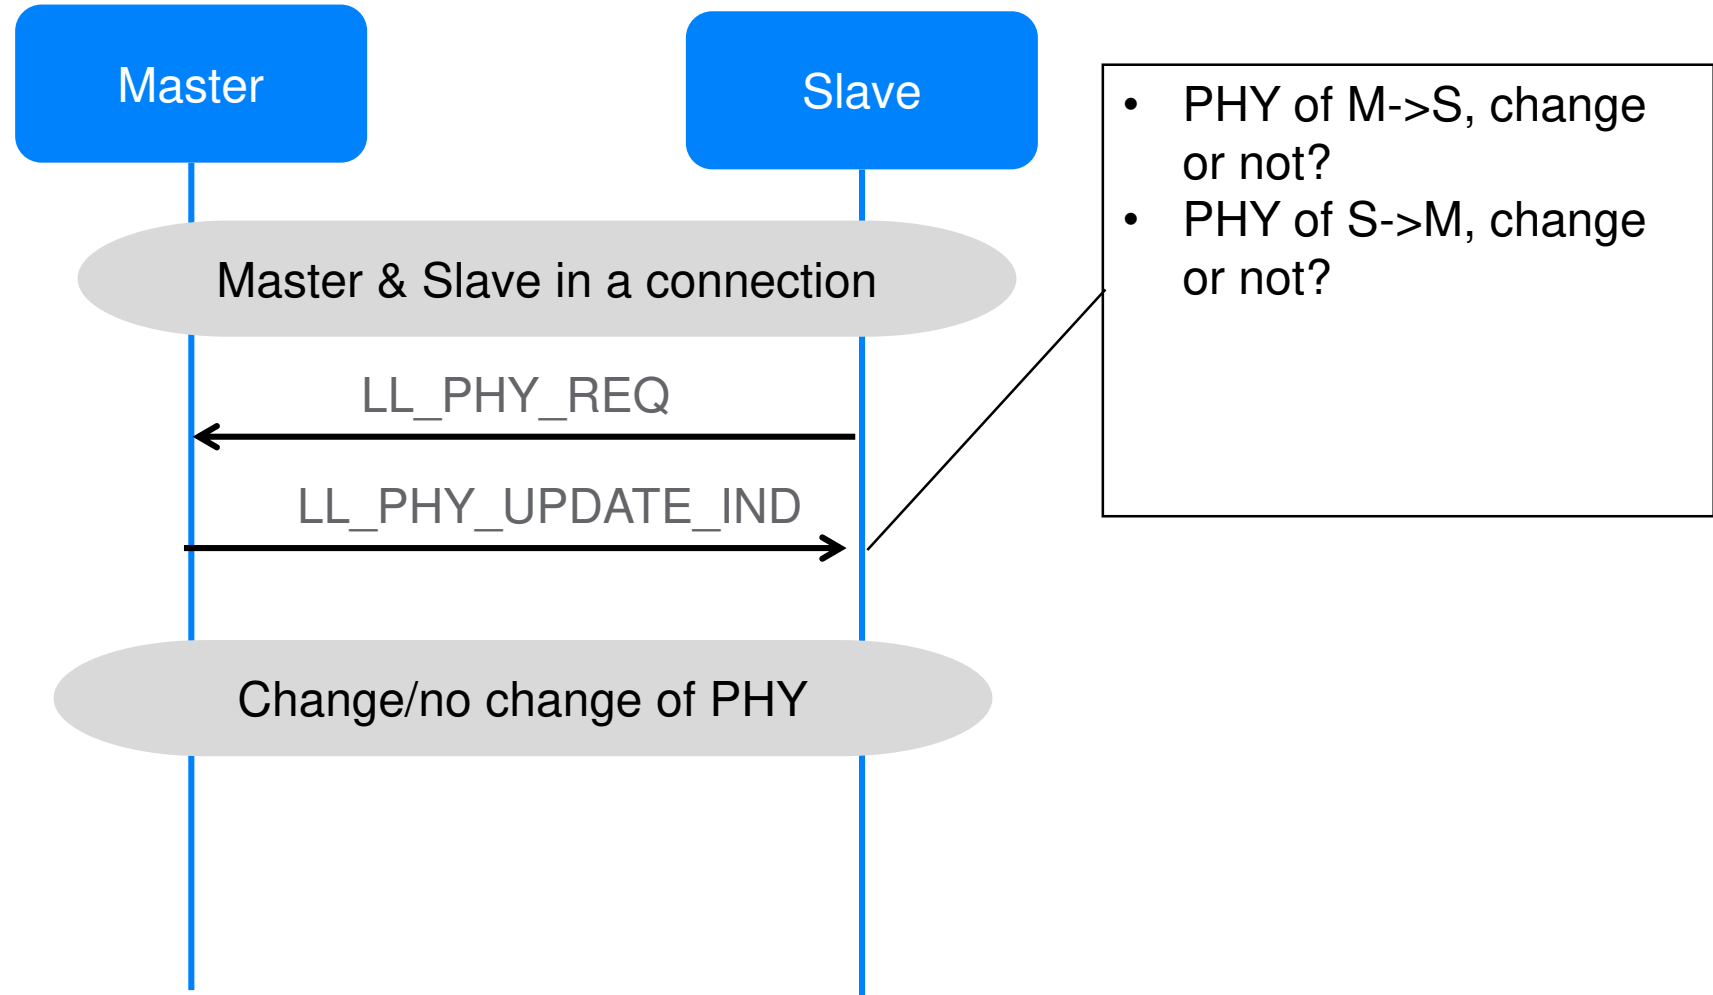 Master
Slave
• PHY of M->S, change
or not?
• PHY of S->M, change
or not?
Master & Slave in a connection
LL_PHY_REQ
LL_PHY_UPDATE_IND
Change/no change of PHY